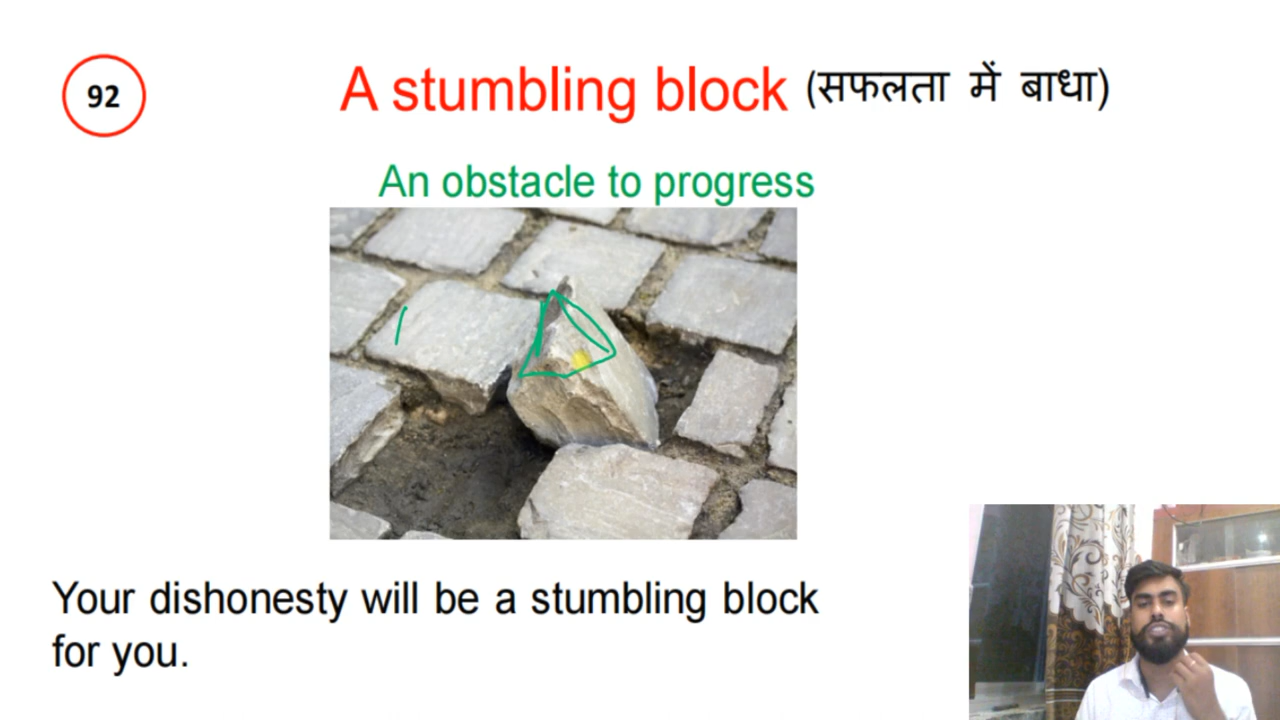 92
A stumbling block (सफलता में बाधा)
An obstacle to progress
Your dishonesty will be a stumbling block
for you.